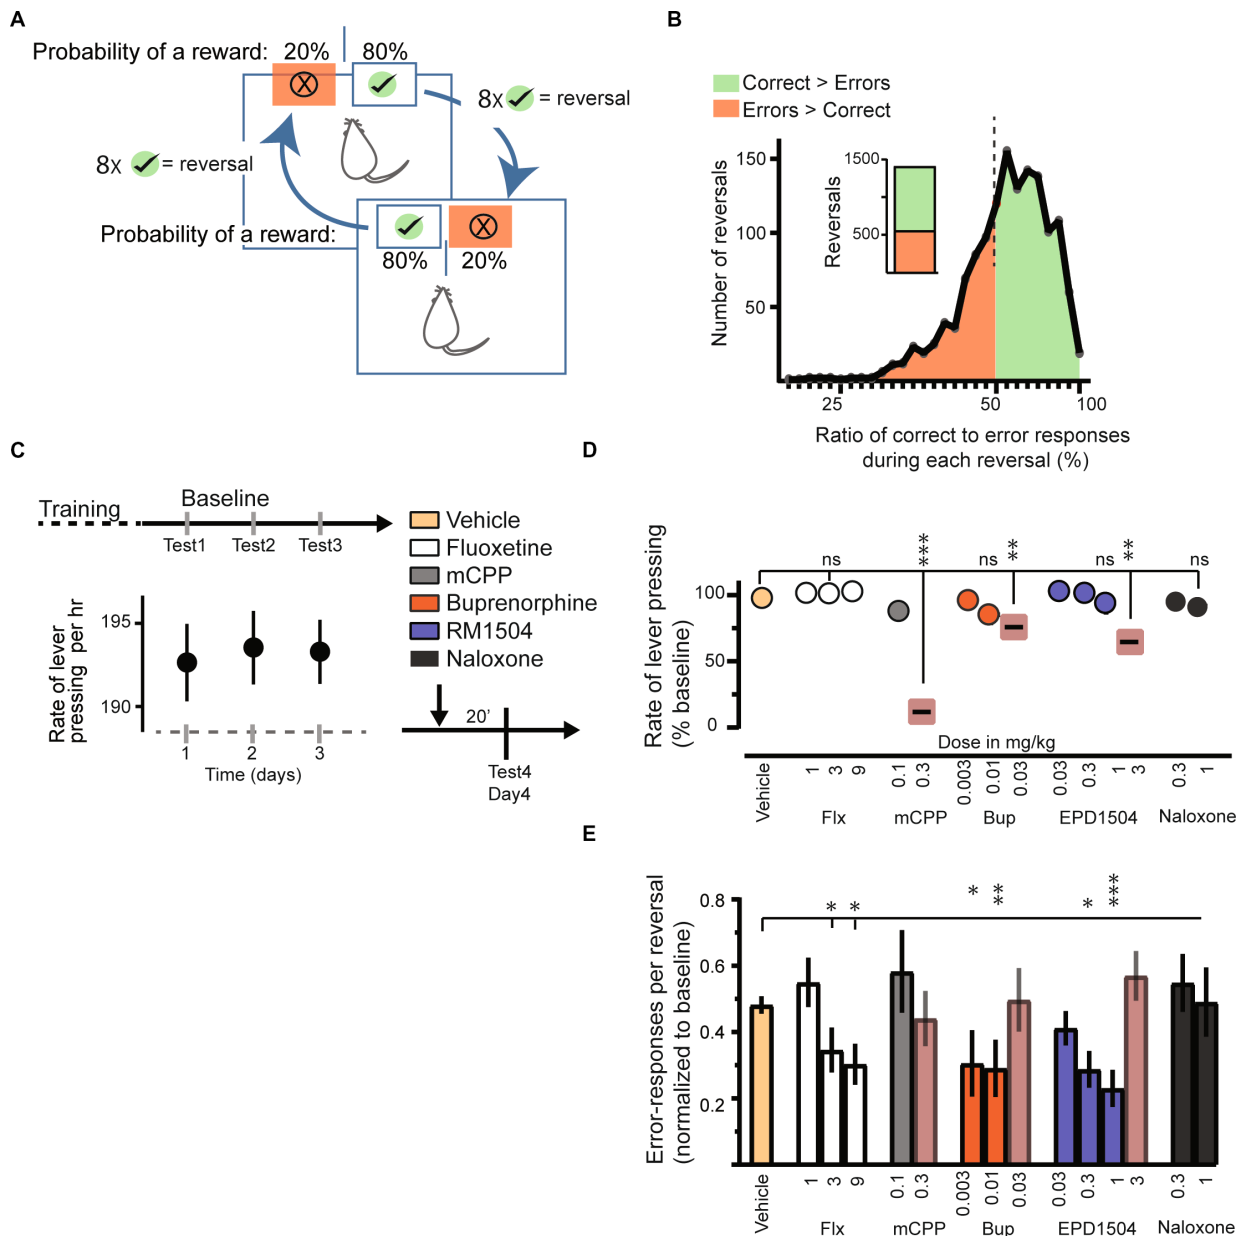 A
Probability of a reward: 20% 80%
8x = reversal
8x = reversal
Probability of a reward:
80% 20%
B
Correct > Errors
Errors > Correct
Number of reversals
150
100
50
Reversals
1500
500
25 50 100
Ratio of correct to error responses
during each reversal (%)
C
Training Baseline
Test1 Test2 Test3
Rate of lever
pressing per hr
195
190
1 2 3
Time (days)
Vehicle
Fluoxetine
mCPP
Buprenorphine
RM1504
Naloxone
20'
Test4
Day4
D
Rate of lever pressing
(% baseline)
100
50
0
ns *** ns ** ns ** ns
Dose in mg/kg
Vehicle 1 3 9 0.1 0.3 0.003 0.01 0.03 0.03 0.3 1 3 0.3 1
Flx mCPP Bup EPD1504 Naloxone
E
Error-responses per reversal
(normalized to baseline)
0.8
0.6
0.4
0.2
* * * ** * ***
Vehicle 1 3 9 0.1 0.3 0.003 0.01 0.03 0.03 0.3 1 3 0.3 1
Flx mCPP Bup EPD1504 Naloxone